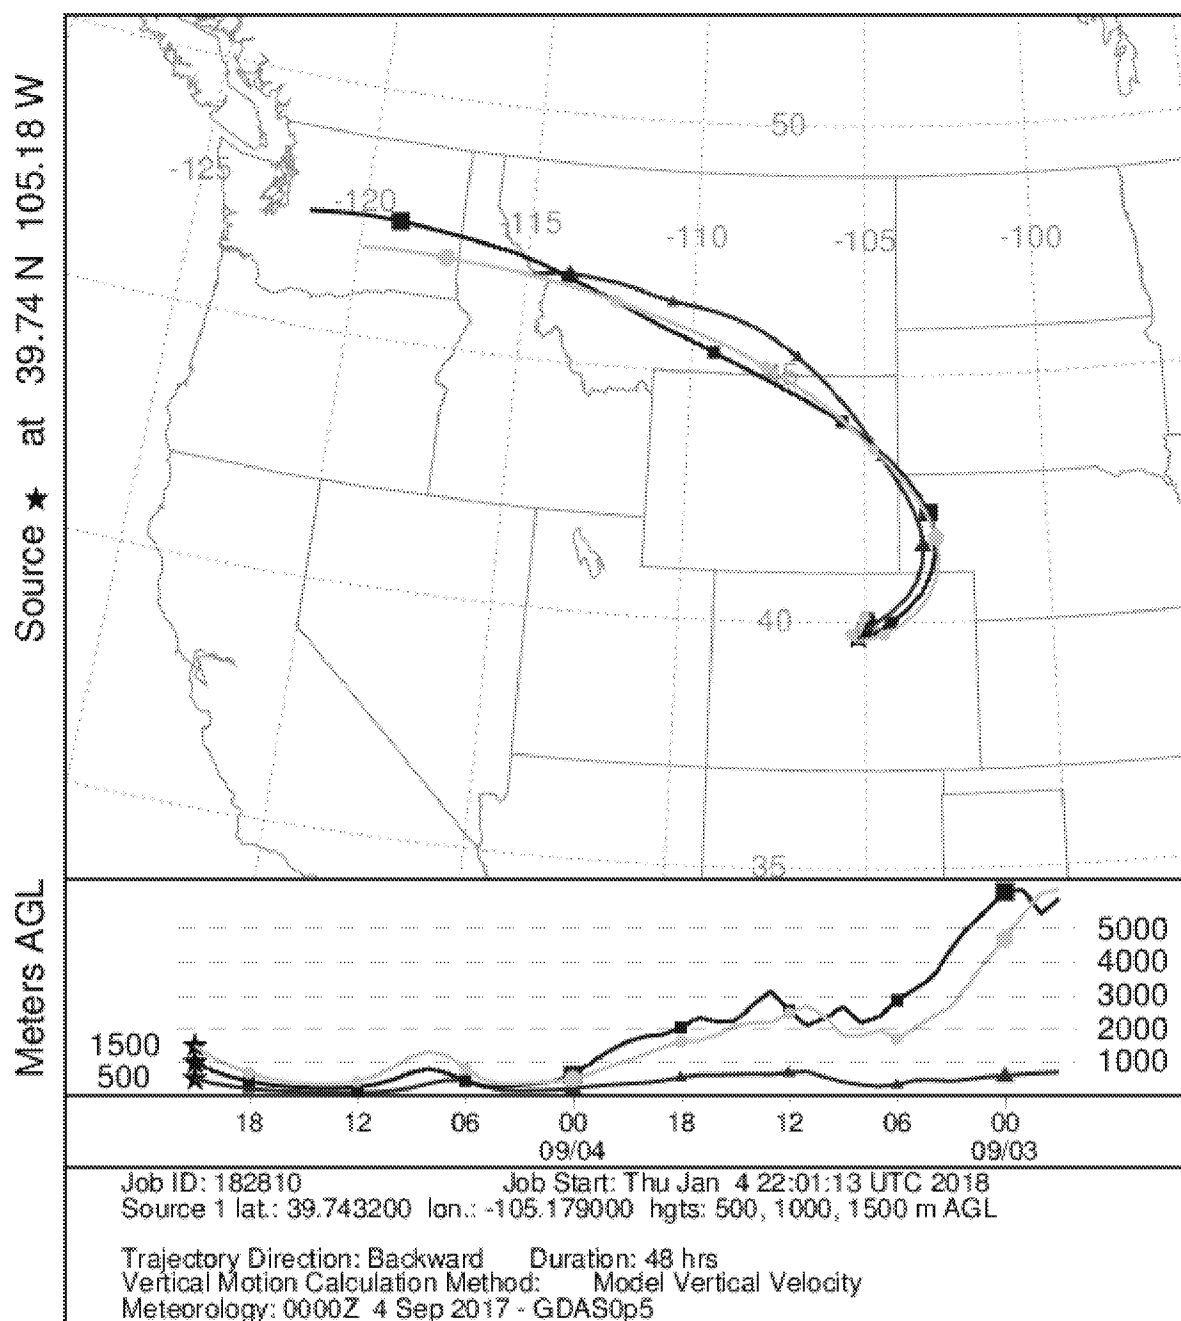 Source ★ at 39.74 N 105.18 W
50
-125
-120
-115
-110
-105
-100
45
40
35
Meters AGL
5000
4000
3000
2000
1500
1000
500
18 12 06 00 18 12 06 00
09/04 09/03
Job ID: 182810 Job Start: Thu Jan 4 22:01:13 UTC 2018
Source 1 lat.: 39.743200 lon.: -105.179000 hgts: 500, 1000, 1500 m AGL
Trajectory Direction: Backward Duration: 48 hrs
Vertical Motion Calculation Method: Model Vertical Velocity
Meteorology: 0000Z 4 Sep 2017 - GDAS0p5